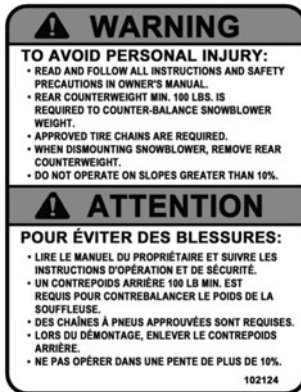 WARNING
TO AVOID PERSONAL INJURY:
• READ AND FOLLOW ALL INSTRUCTIONS AND SAFETY
PRECAUTIONS IN OWNER'S MANUAL.
• REAR COUNTERWEIGHT MIN. 100 LBS. IS
REQUIRED TO COUNTER-BALANCE SNOWBLOWER
WEIGHT.
• APPROVED TIRE CHAINS ARE REQUIRED.
• WHEN DISMOUNTING SNOWBLOWER, REMOVE REAR
COUNTERWEIGHT.
• DO NOT OPERATE ON SLOPES GREATER THAN 10%.
ATTENTION
POUR ÉVITER DES BLESSURES:
• LIRE LE MANUEL DU PROPRIÉTAIRE ET SUIVRE LES
INSTRUCTIONS D'OPÉRATION ET DE SÉCURITÉ.
• UN CONTREPOIDS ARRIÈRE 100 LB MIN. EST
REQUIS POUR CONTREBALANCER LE POIDS DE LA
SOUFFLEUSE.
• DES CHAÎNES À PNEUS APPROUVÉES SONT REQUISES.
• LORS DU DÉMONTAGE, ENLEVER LE CONTREPOIDS
ARRIÈRE.
• NE PAS OPÉRER DANS UNE PENTE DE PLUS DE 10%.
102124